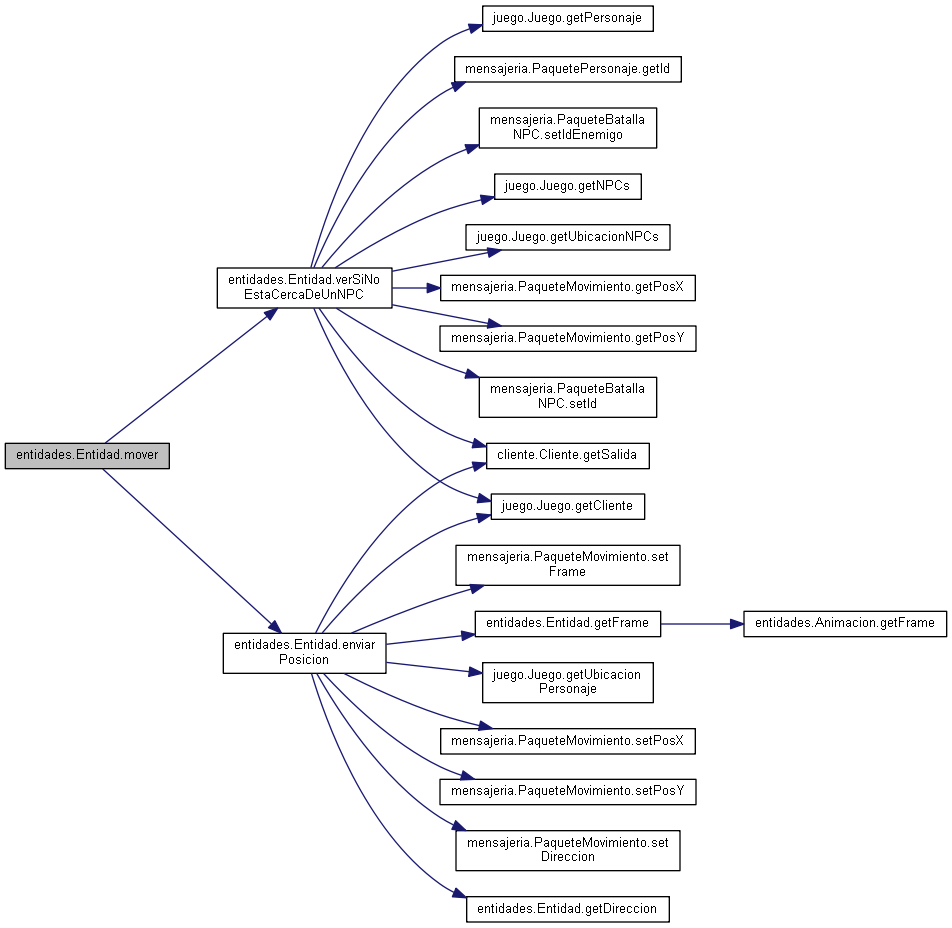 juego.Juego.getPersonaje
mensajeria.PaquetePersonaje.getId
mensajeria.PaqueteBatalla
NPC.setIdEnemigo
juego.Juego.getNPCs
juego.Juego.getUbicacionNPCs
entidades.Entidad.verSiNo
EstaCercaDeUnNPC
mensajeria.PaqueteMovimiento.getPosX
mensajeria.PaqueteMovimiento.getPosY
mensajeria.PaqueteBatalla
NPC.setId
entidades.Entidad.mover
cliente.Cliente.getSalida
juego.Juego.getCliente
mensajeria.PaqueteMovimiento.set
Frame
entidades.Entidad.getFrame
entidades.Animacion.getFrame
entidades.Entidad.enviar
Posicion
juego.Juego.getUbicacion
Personaje
mensajeria.PaqueteMovimiento.setPosX
mensajeria.PaqueteMovimiento.setPosY
mensajeria.PaqueteMovimiento.set
Direccion
entidades.Entidad.getDireccion